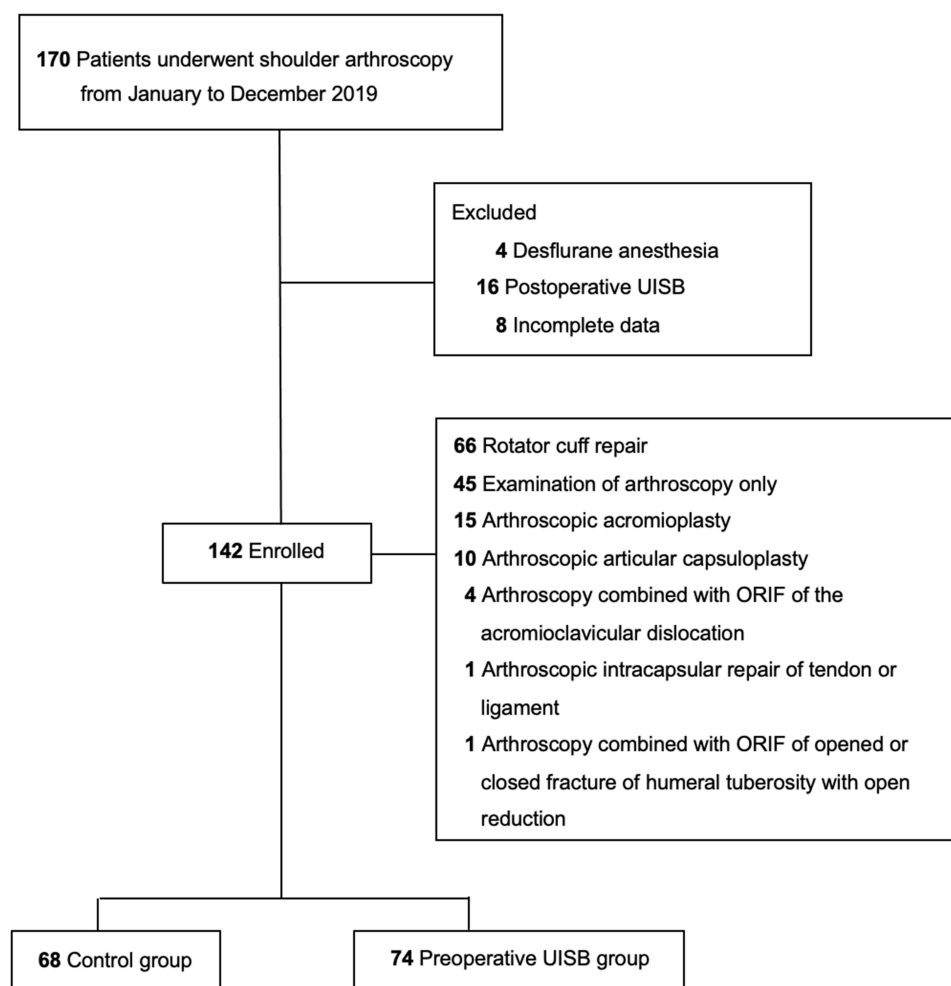 170 Patients underwent shoulder arthroscopy
from January to December 2019
Excluded
4 Desflurane anesthesia
16 Postoperative UISB
8 Incomplete data
66 Rotator cuff repair
45 Examination of arthroscopy only
15 Arthroscopic acromioplasty
10 Arthroscopic articular capsuloplasty
4 Arthroscopy combined with ORIF of the
acromioclavicular dislocation
1 Arthroscopic intracapsular repair of tendon or
ligament
1 Arthroscopy combined with ORIF of opened or
closed fracture of humeral tuberosity with open
reduction
142 Enrolled
68 Control group
74 Preoperative UISB group